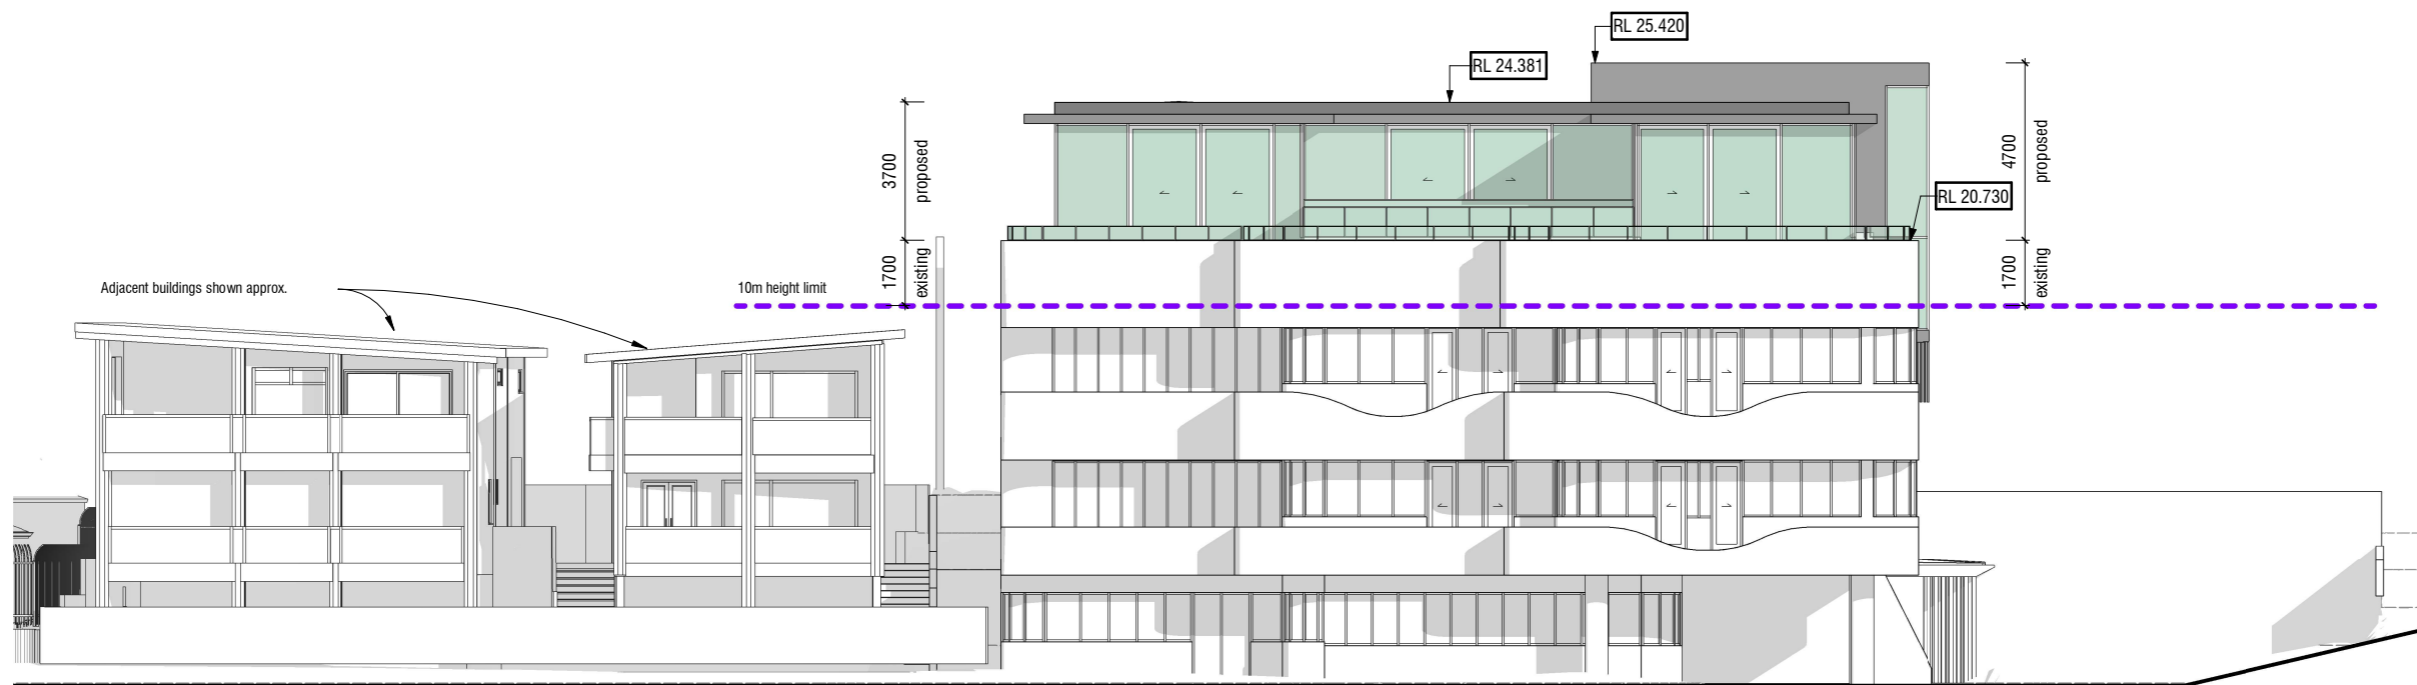 RL 25.420
RL 24.381
3700
proposed
4700
proposed
RL 20.730
1700
existing
1700
existing
Adjacent buildings shown approx.
10m height limit